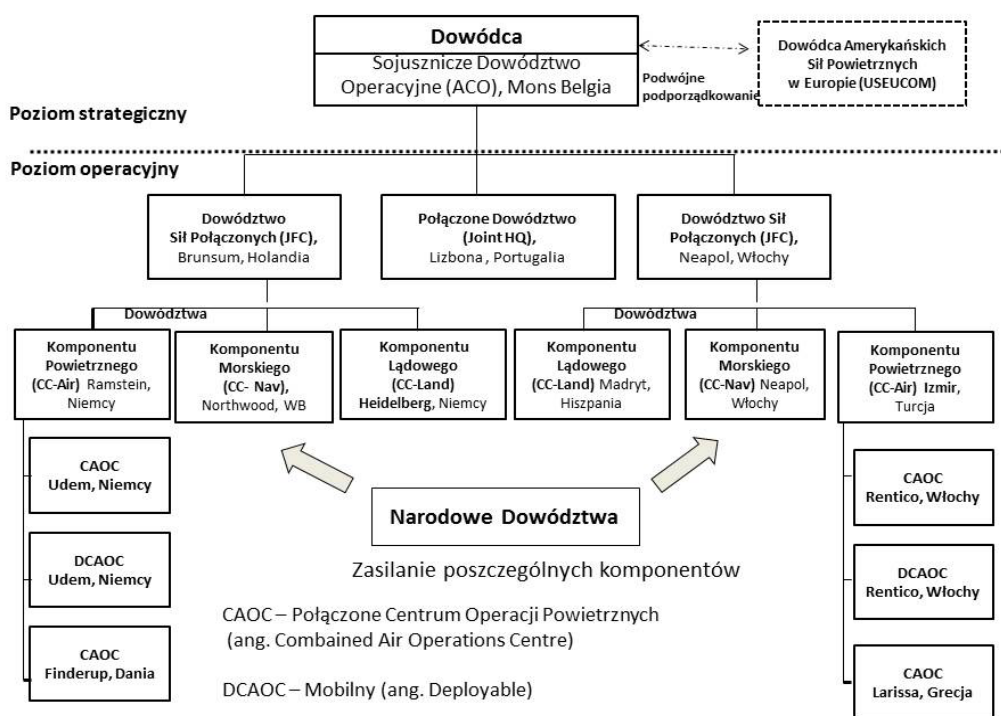 Dowódca
Sojusznicze Dowództwo
Operacyjne (ACO), Mons Belgia
Podwójne
podporządkowanie
Dowódca Amerykańskich
Sił Powietrznych
w Europie (USEUCOM)
Poziom strategiczny
Poziom operacyjny
Dowództwo
Sił Połączonych (JFC),
Brunsum, Holandia
Połączone Dowództwo
(Joint HQ),
Lizbona , Portugalia
Dowództwo Sił
Połączonych (JFC),
Neapol, Włochy
Dowództwa
Dowództwa
Komponentu
Powietrznego
(CC-Air) Ramstein,
Niemcy
Komponentu
Morskiego
(CC- Nav),
Northwood, WB
Komponentu
Lądowego
(CC-Land)
Heidelberg, Niemcy
Komponentu
Lądowego
(CC-Land) Madryt,
Hiszpania
Komponentu
Morskiego
(CC-Nav) Neapol,
Włochy
Komponentu
Powietrznego
(CC-Air) Izmir,
Turcja
CAOC
Udem, Niemcy
DCAOC
Udem, Niemcy
CAOC
Finderup, Dania
CAOC
Rentico, Włochy
DCAOC
Rentico, Włochy
CAOC
Larissa, Grecja
Narodowe Dowództwa
Zasilanie poszczególnych komponentów
CAOC – Połączone Centrum Operacji Powietrznych
(ang. Combained Air Operations Centre)
DCAOC – Mobilny (ang. Deployable)